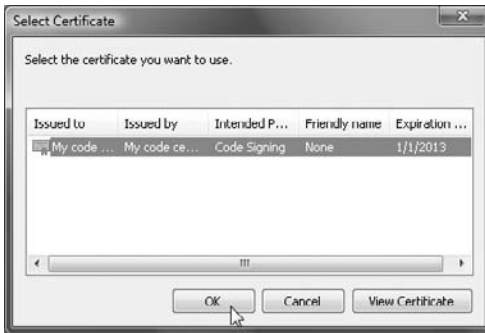 Select Certificate
Select the certificate you want to use.
Issued to Issued by Intended P... Friendly name Expiration ...
My code ... My code ce... Code Signing None 1/1/2013
OK Cancel View Certificate